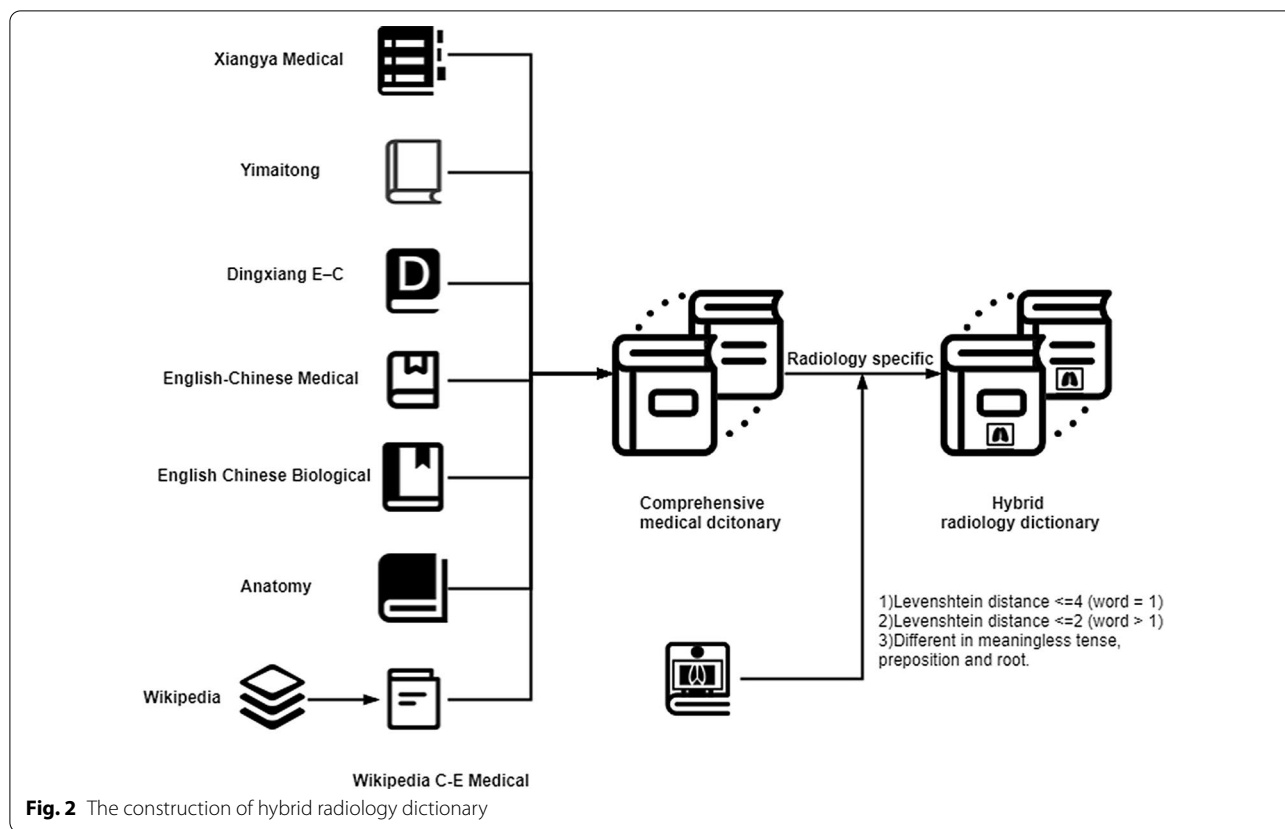 Xiangya Medical
Yimaitong
Dingxiang E–C
D
English-Chinese Medical
English Chinese Biological
Anatomy
Wikipedia
Wikipedia C-E Medical
Comprehensive
medical dcitonary
Radiology specific
Hybrid
radiology dictionary
1)Levenshtein distance <=4 (word = 1)
2)Levenshtein distance <=2 (word > 1)
3)Different in meaningless tense,
preposition and root.
Fig. 2 The construction of hybrid radiology dictionary